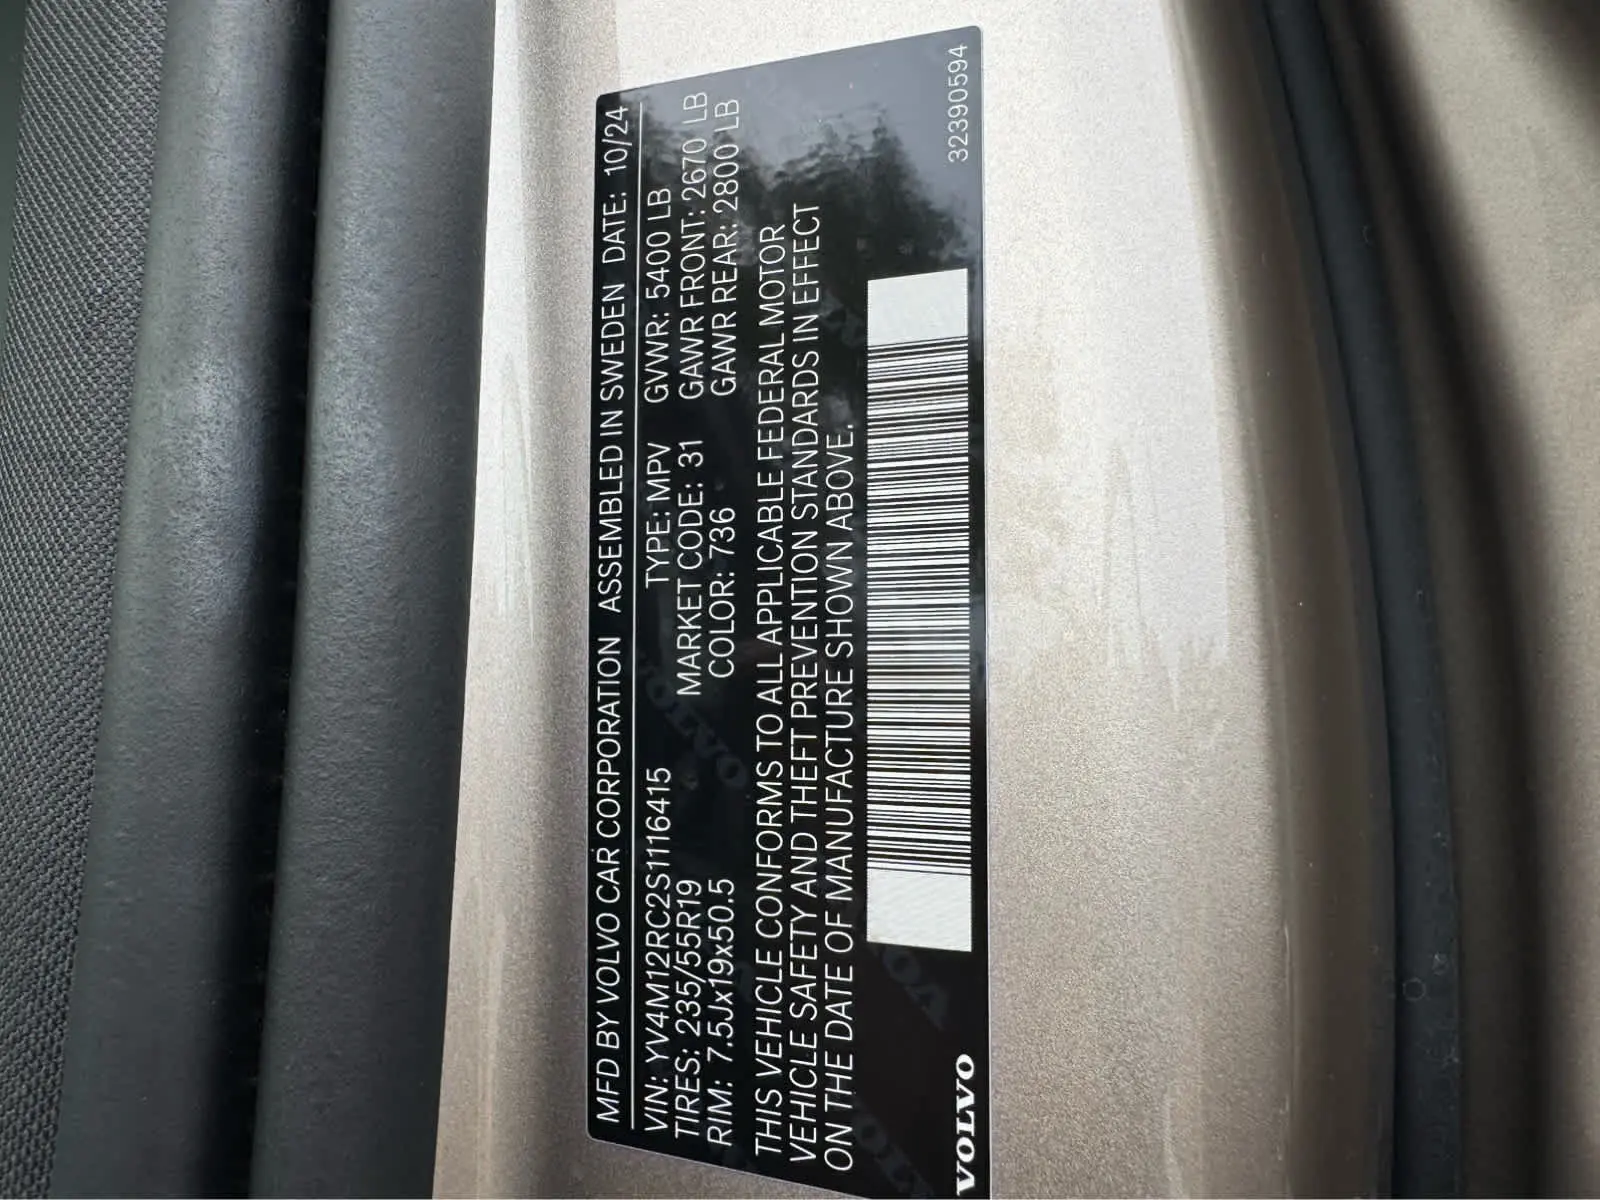 MFD BY VOLVO CAR CORPORATION ASSEMBLED IN SWEDEN DATE: 10/24
VIN: YV4M12RC2S1116415 TYPE: MPV GVWR: 5400 LB
TIRES: 235/55R19 MARKET CODE: 31 GAWR FRONT: 2670 LB
RIM: 7.5Jx19x50.5 COLOR: 736 GAWR REAR: 2800 LB
THIS VEHICLE CONFORMS TO ALL APPLICABLE FEDERAL MOTOR
VEHICLE SAFETY AND THEFT PREVENTION STANDARDS IN EFFECT
ON THE DATE OF MANUFACTURE SHOWN ABOVE.
VOLVO 32390594